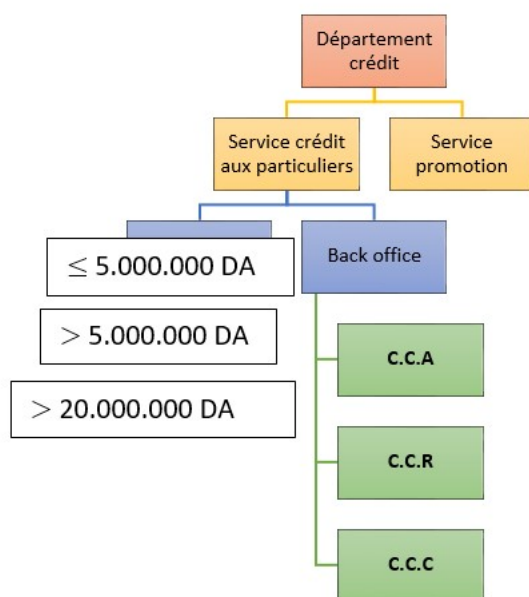 Département
crédit
Service crédit
aux particuliers
Service
promotion
≤ 5.000.000 DA
Back office
> 5.000.000 DA
C.C.A
> 20.000.000 DA
C.C.R
C.C.C